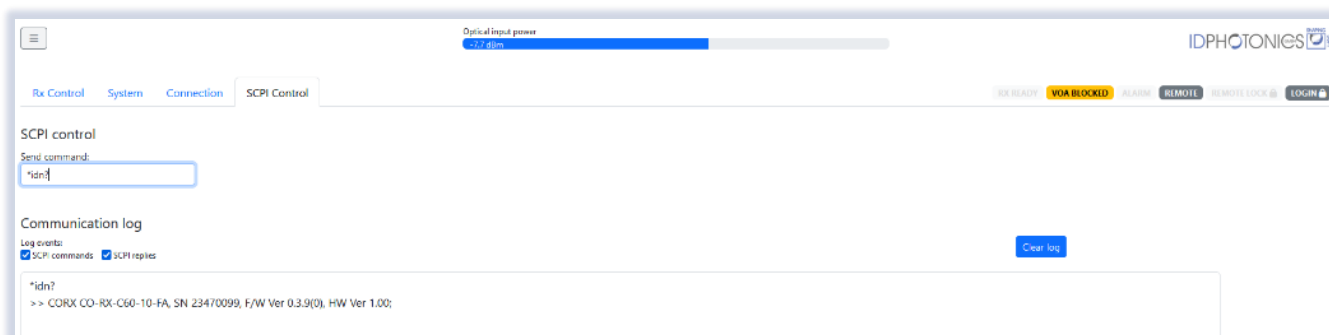 Optical input power
-7.7 dBm
IDPHOTONICS
Rx Control System Connection SCPI Control
RX READY VOA BLOCKED ALARM REMOTE REMOTE LOCK LOGIN
SCPI control
Send command:
*idn?
Communication log
Log events:
SCPI commands SCPI replies
Clear log
*idn?
>> CORX CO-RX-C60-10-FA, SN 23470099, F/W Ver 0.3.9(0), HW Ver 1.00;